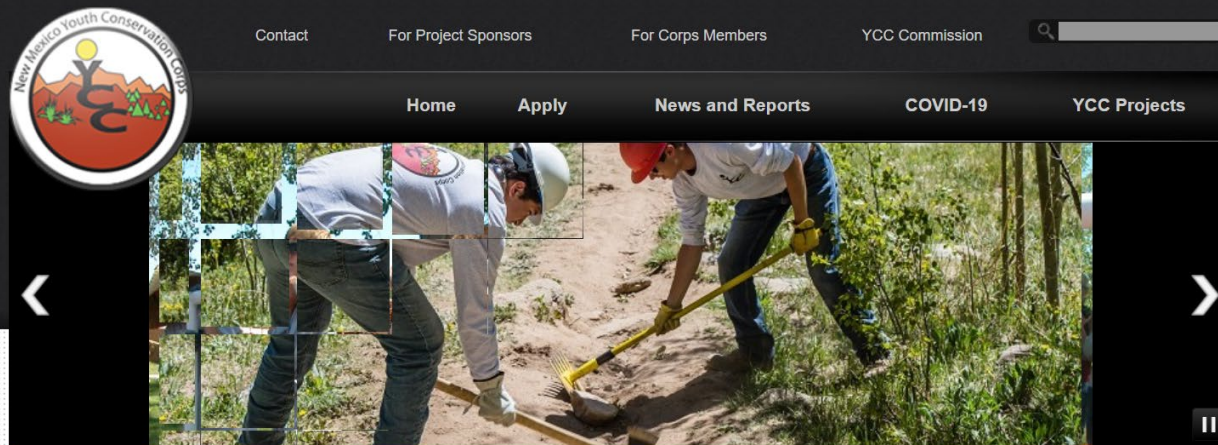 New Mexico Youth Conservation Corps
YCC
Contact
For Project Sponsors
For Corps Members
YCC Commission
Home
Apply
News and Reports
COVID-19
YCC Projects